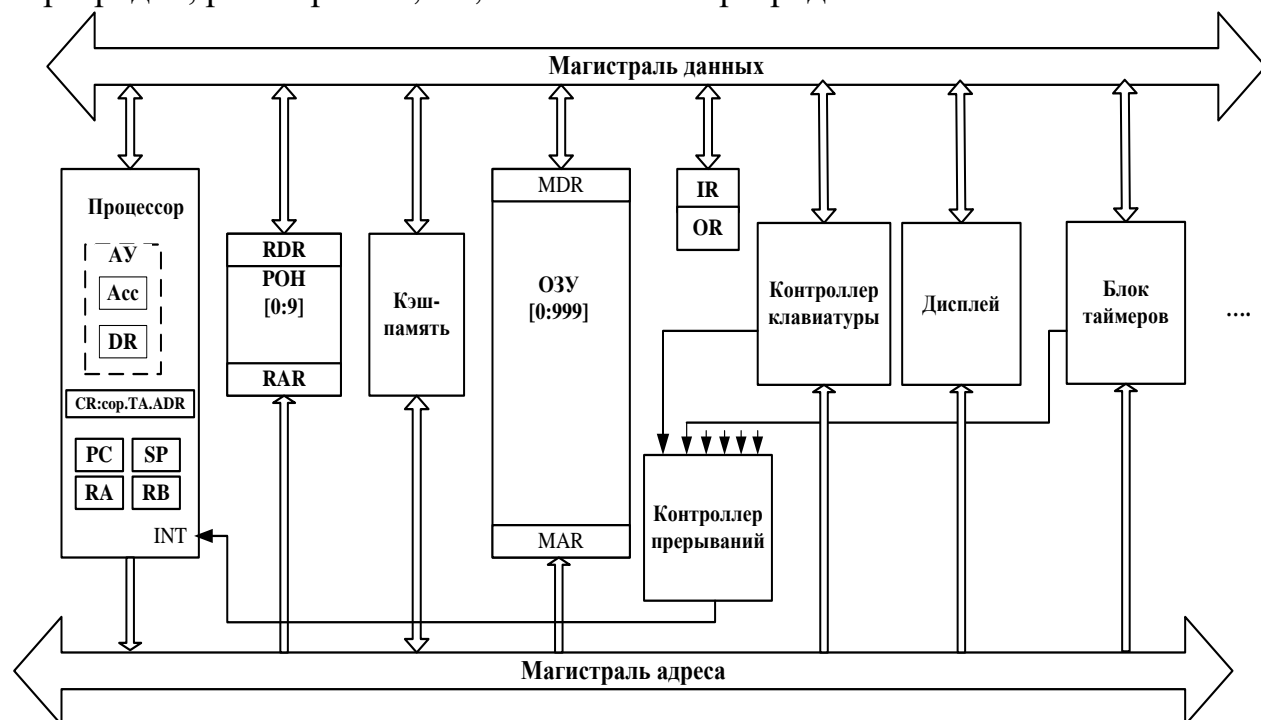 Магистраль данных
Процессор
АУ
Acc
DR
CR:cop.TA.ADR
PC
SP
RA
RB
INT
RDR
РОН
[0:9]
RAR
Кэш-
память
MDR
ОЗУ
[0:999]
MAR
IR
OR
Контроллер
клавиатуры
Дисплей
Блок
таймеров
....
Контроллер
прерываний
Магистраль адреса